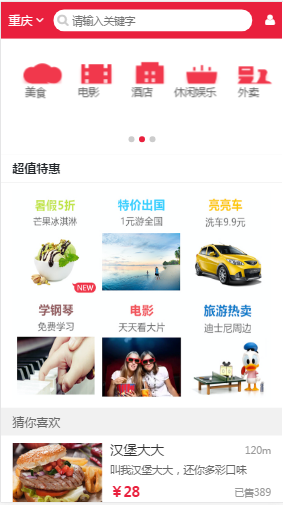 重庆 请输入关键字
美食 电影 酒店 休闲娱乐 外卖
超值特惠
暑假5折 特价出国 亮亮车
芒果冰淇淋 1元游全国 洗车9.9元
NEW
学钢琴 电影 旅游热卖
免费学习 天天看大片 迪士尼周边
猜你喜欢
汉堡大大 120m
叫我汉堡大大，还你多彩口味
￥28 已售389